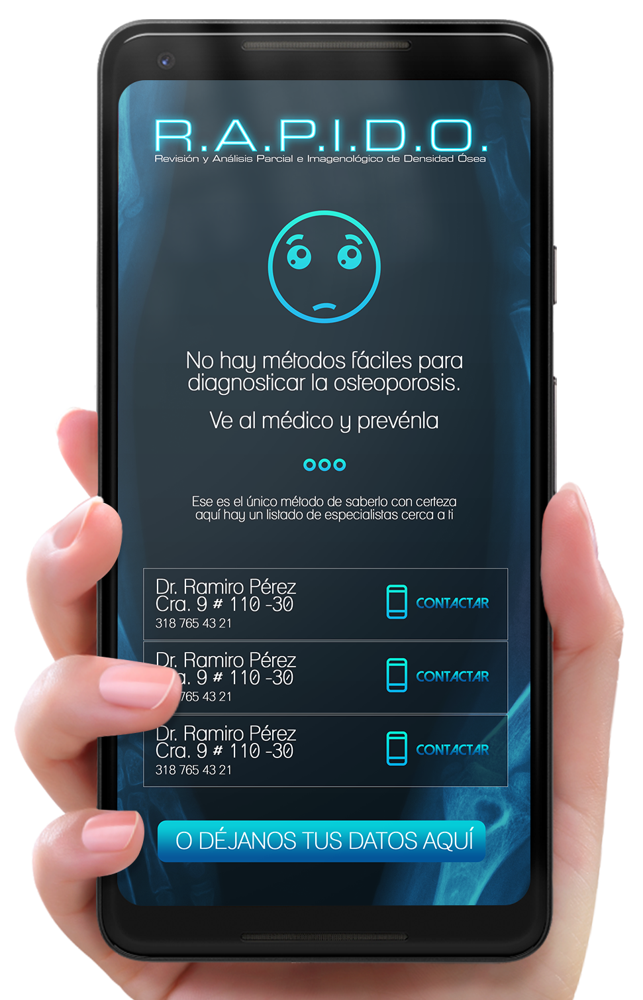 R.A.P.I.D.O.
Revisión y Análisis Parcial e Imagenológico de Densidad Ósea
No hay métodos fáciles para
diagnosticar la osteoporosis.
Ve al médico y prevénla
Ese es el único método de saberlo con certeza
aquí hay un listado de especialistas cerca a ti
Dr. Ramiro Pérez
Cra. 9 # 110 -30
318 765 43 21
CONTACTAR
Dr. Ramiro Pérez
a. 9 # 110 -30
765 43 21
CONTACTAR
Dr. Ramiro Pérez
Cra. 9 # 110 -30
318 765 43 21
CONTACTAR
O DÉJANOS TUS DATOS AQUÍ